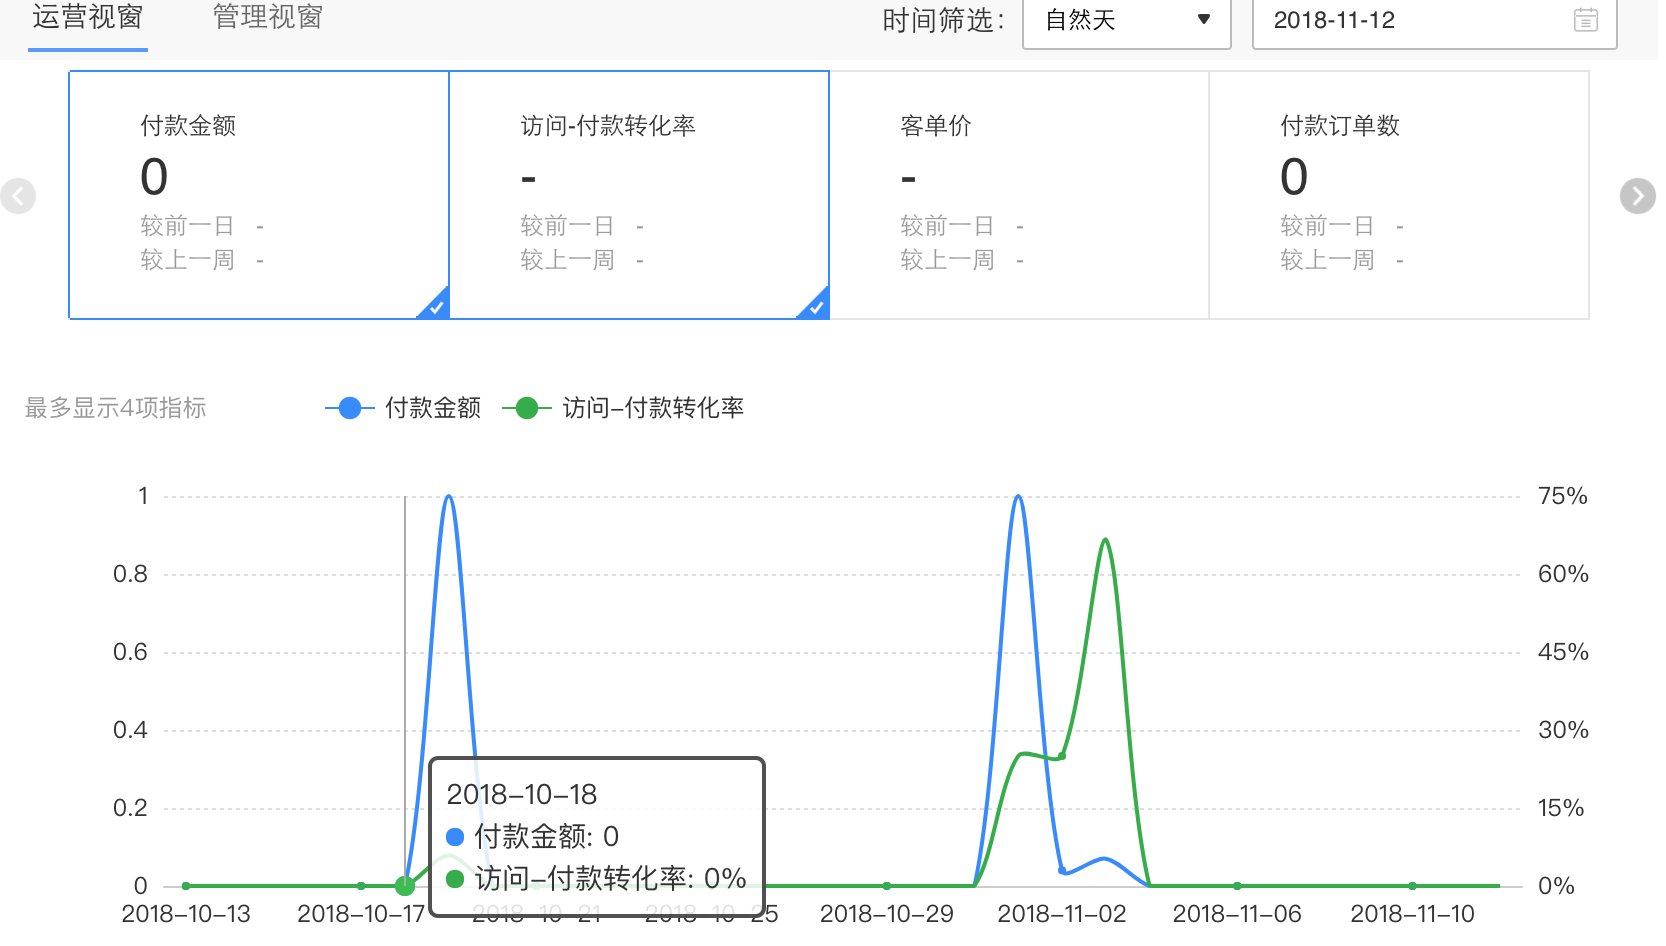 运营视窗 管理视窗 时间筛选: 自然天 2018-11-12
付款金额 访问-付款转化率 客单价 付款订单数
0 - - 0
较前一日 - 较前一日 - 较前一日 - 较前一日 -
较上一周 - 较上一周 - 较上一周 - 较上一周 -
最多显示4项指标 付款金额 访问-付款转化率
1 75%
0.8 60%
0.6 45%
0.4 30%
0.2 15%
0 0%
2018-10-18
付款金额: 0
访问-付款转化率: 0%
2018-10-13 2018-10-17 2018-10-21 2018-10-25 2018-10-29 2018-11-02 2018-11-06 2018-11-10